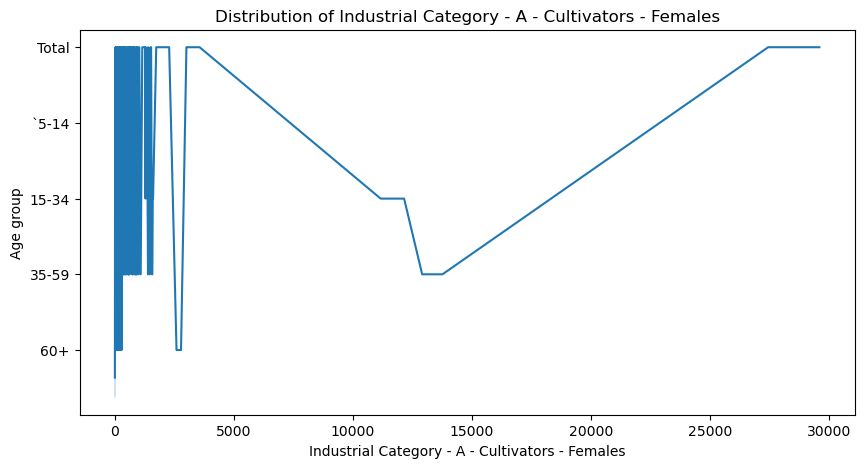 Distribution of Industrial Category - A - Cultivators - Females
Total
`5-14
15-34
35-59
60+
Age group
0
5000
10000
15000
20000
25000
30000
Industrial Category - A - Cultivators - Females